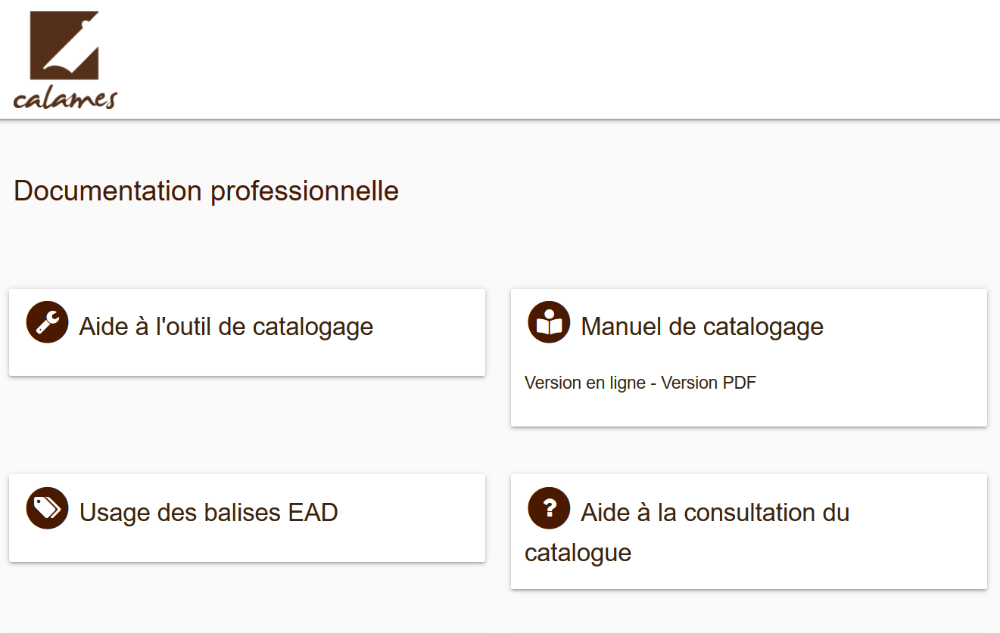 calames
Documentation professionnelle
Aide à l'outil de catalogage
Manuel de catalogage
Version en ligne - Version PDF
Usage des balises EAD
? Aide à la consultation du
catalogue